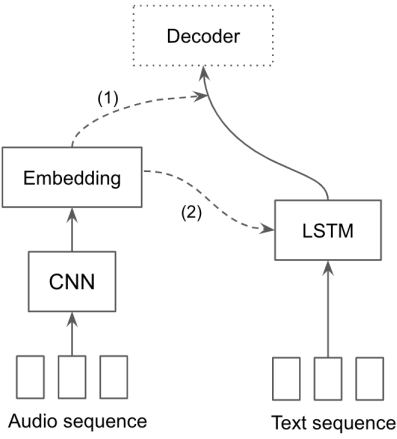 Decoder
(1)
Embedding
(2)
LSTM
CNN
Audio sequence
Text sequence